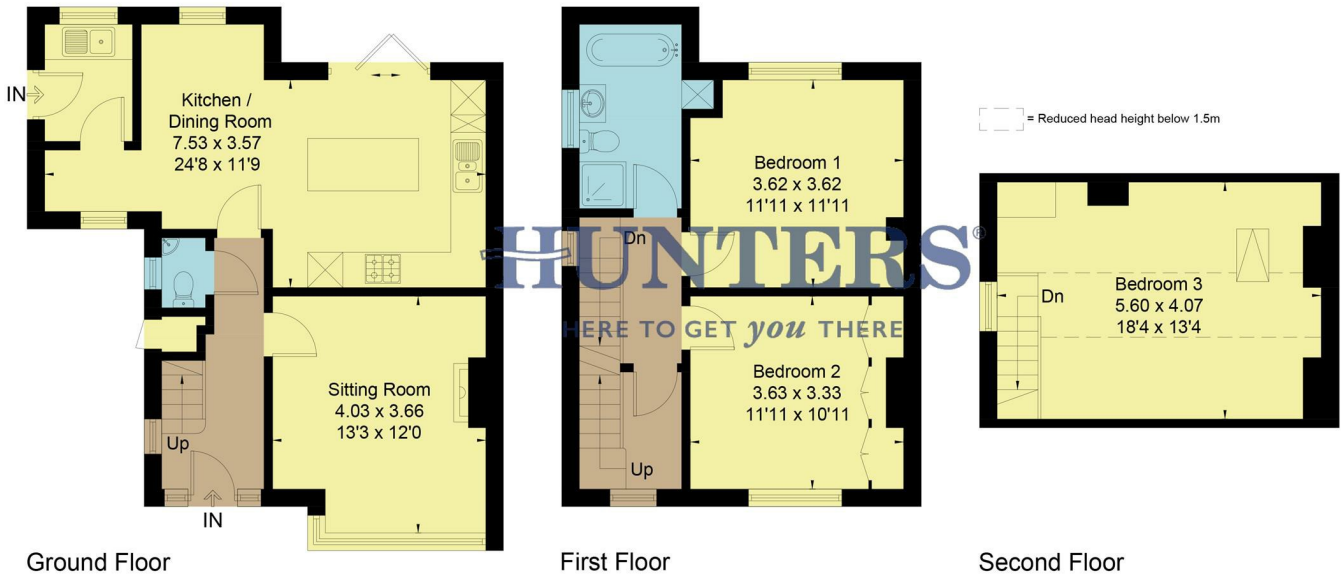 IN
Kitchen /
Dining Room
7.53 x 3.57
24'8 x 11'9
Sitting Room
4.03 x 3.66
13'3 x 12'0
Up
IN
Ground Floor
Bedroom 1
3.62 x 3.62
11'11 x 11'11
Dn
HUNTERS®
HERE TO GET you THERE
Bedroom 2
3.63 x 3.33
11'11 x 10'11
Up
First Floor
= Reduced head height below 1.5m
Dn
Bedroom 3
5.60 x 4.07
18'4 x 13'4
Second Floor